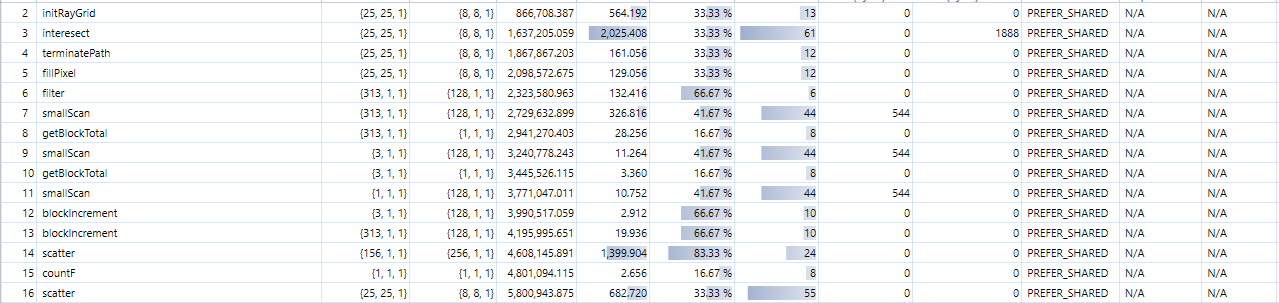 2 initRayGrid {25, 25, 1} {8, 8, 1} 866,708.387 564.192 33.33 % 13 0 0 PREFER_SHARED N/A N/A
3 interesect {25, 25, 1} {8, 8, 1} 1,637,205.059 2,025.408 33.33 % 61 0 1888 PREFER_SHARED N/A N/A
4 terminatePath {25, 25, 1} {8, 8, 1} 1,867,867.203 161.056 33.33 % 12 0 0 PREFER_SHARED N/A N/A
5 fillPixel {25, 25, 1} {8, 8, 1} 2,098,572.675 129.056 33.33 % 12 0 0 PREFER_SHARED N/A N/A
6 filter {313, 1, 1} {128, 1, 1} 2,323,580.963 132.416 66.67 % 6 0 0 PREFER_SHARED N/A N/A
7 smallScan {313, 1, 1} {128, 1, 1} 2,729,632.899 326.816 41.67 % 44 544 0 PREFER_SHARED N/A N/A
8 getBlockTotal {313, 1, 1} {1, 1, 1} 2,941,270.403 28.256 16.67 % 8 0 0 PREFER_SHARED N/A N/A
9 smallScan {3, 1, 1} {128, 1, 1} 3,240,778.243 11.264 41.67 % 44 544 0 PREFER_SHARED N/A N/A
10 getBlockTotal {3, 1, 1} {1, 1, 1} 3,445,526.115 3.360 16.67 % 8 0 0 PREFER_SHARED N/A N/A
11 smallScan {1, 1, 1} {128, 1, 1} 3,771,047.011 10.752 41.67 % 44 544 0 PREFER_SHARED N/A N/A
12 blockIncrement {3, 1, 1} {128, 1, 1} 3,990,517.059 2.912 66.67 % 10 0 0 PREFER_SHARED N/A N/A
13 blockIncrement {313, 1, 1} {128, 1, 1} 4,195,995.651 19.936 66.67 % 10 0 0 PREFER_SHARED N/A N/A
14 scatter {156, 1, 1} {256, 1, 1} 4,608,145.891 1,399.904 83.33 % 24 0 0 PREFER_SHARED N/A N/A
15 countF {1, 1, 1} {1, 1, 1} 4,801,094.115 2.656 16.67 % 8 0 0 PREFER_SHARED N/A N/A
16 scatter {25, 25, 1} {8, 8, 1} 5,800,943.875 682.720 33.33 % 55 0 0 PREFER_SHARED N/A N/A